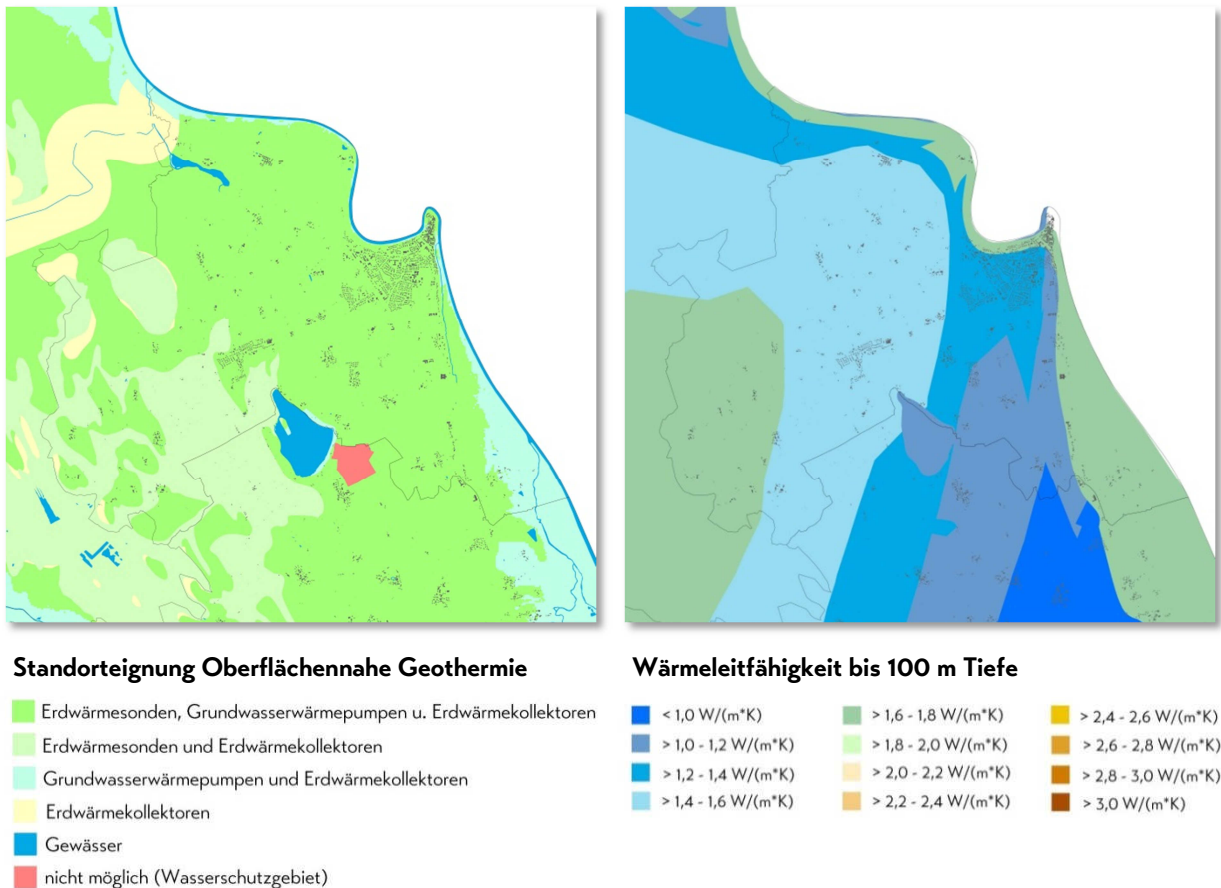 Standorteignung Oberflächennahe Geothermie
Erdwärmesonden, Grundwasserwärmepumpen u. Erdwärmekollektoren
Erdwärmesonden und Erdwärmekollektoren
Grundwasserwärmepumpen und Erdwärmekollektoren
Erdwärmekollektoren
Gewässer
nicht möglich (Wasserschutzgebiet)
Wärmeleitfähigkeit bis 100 m Tiefe
< 1,0 W/(m*K)
> 1,0 - 1,2 W/(m*K)
> 1,2 - 1,4 W/(m*K)
> 1,4 - 1,6 W/(m*K)
> 1,6 - 1,8 W/(m*K)
> 1,8 - 2,0 W/(m*K)
> 2,0 - 2,2 W/(m*K)
> 2,2 - 2,4 W/(m*K)
> 2,4 - 2,6 W/(m*K)
> 2,6 - 2,8 W/(m*K)
> 2,8 - 3,0 W/(m*K)
> 3,0 W/(m*K)